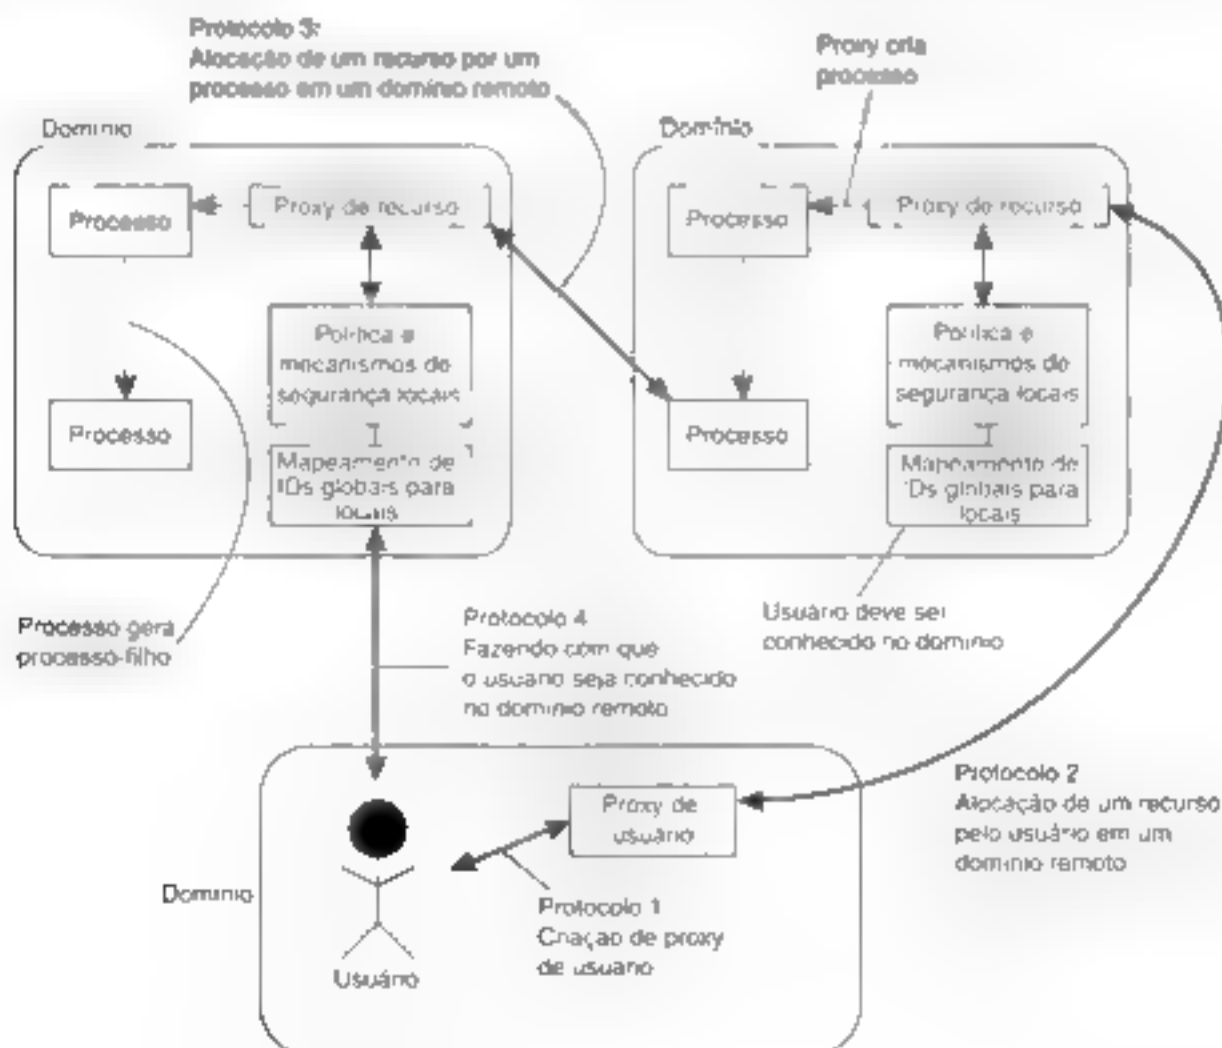 Protocolo 3:
Alocação de um recurso por um
processo em um domínio remoto
Proxy cria
processo
Domínio
Domínio
Processo
Proxy de recurso
Processo
Proxy de recurso
Política e
mecanismos de
segurança locais
Política e
mecanismos de
segurança locais
Processo
Processo
Mapeamento de
IDs globais para
locais
Mapeamento de
IDs globais para
locais
Processo gera
processo-filho
Protocolo 4
Fazendo com que
o usuário seja conhecido
no domínio remoto
Usuário deve ser
conhecido no domínio
Protocolo 2
Alocação de um recurso
pelo usuário em um
domínio remoto
Proxy de
usuário
Domínio
Protocolo 1
Criação de proxy
de usuário
Usuário